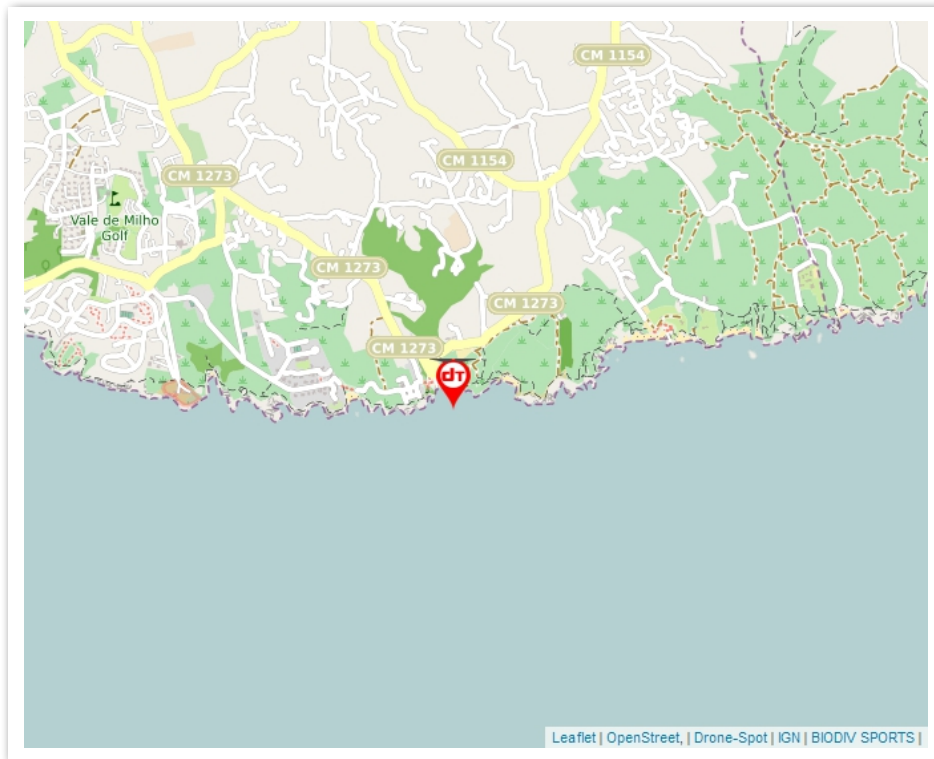 CM 1154
CM 1154
CM 1273
Vale de Milho
Golf
CM 1273
CM 1273
CM 1273
dT
Leaflet | OpenStreet, | Drone-Spot | IGN | BIODIV SPORTS |